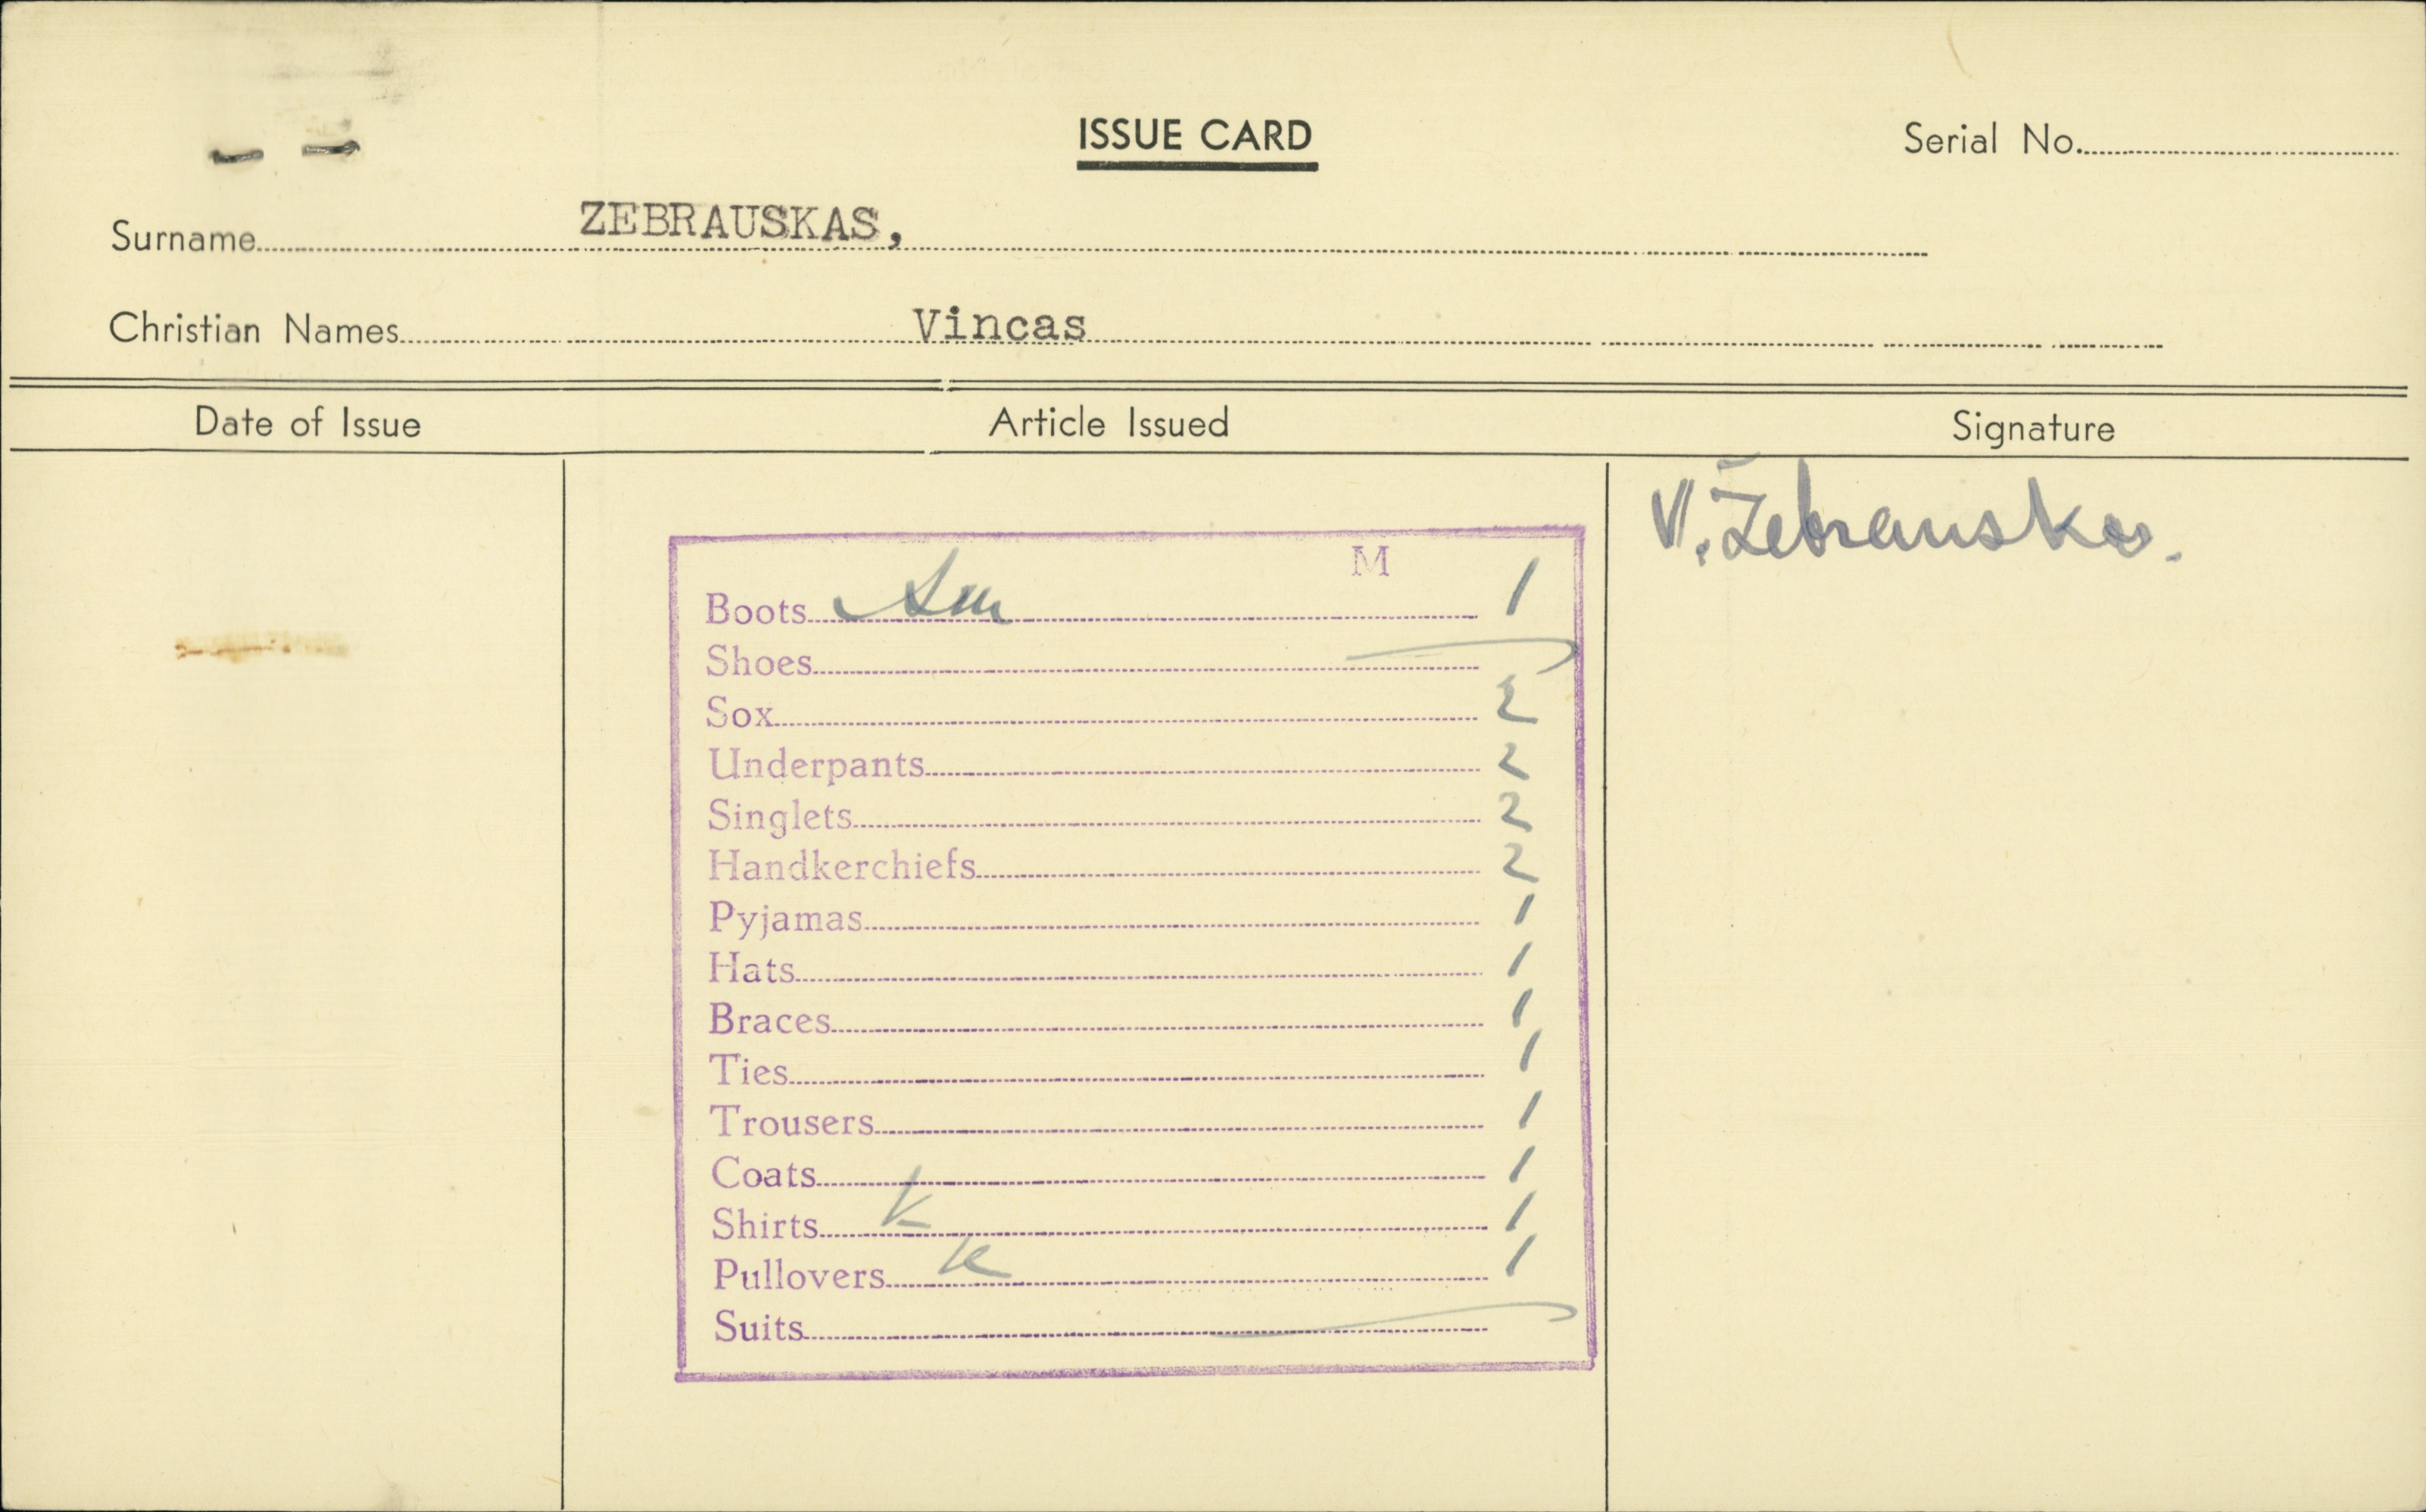 ISSUE CARD
Serial No.
Surname ZEBRAUSKAS,
Christian Names Vincas
Date of Issue Article Issued Signature
V. Žebrauskas.
M
Boots 1
Shoes
Sox 2
Underpants 2
Singlets 2
Handkerchiefs 2
Pyjamas 1
Hats 1
Braces 1
Ties 1
Trousers 1
Coats 1
Shirts K 1
Pullovers K 1
Suits